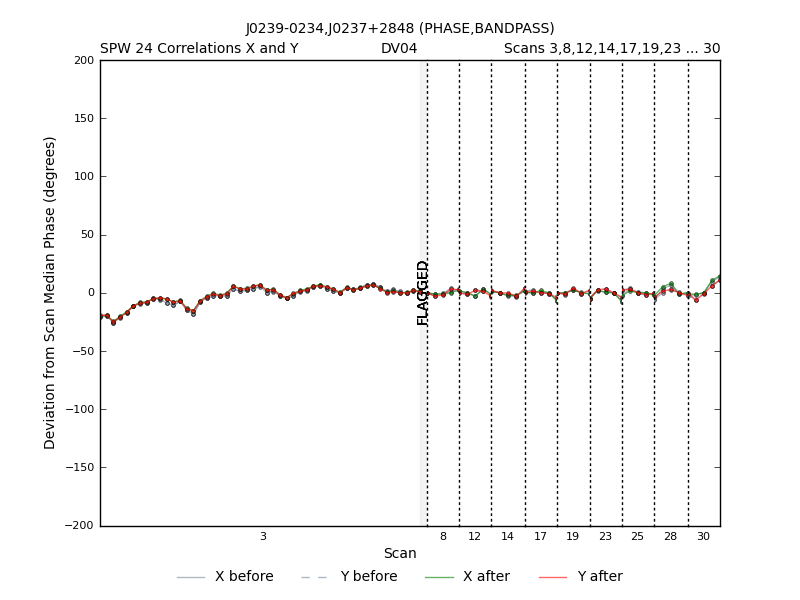 J0239-0234,J0237+2848 (PHASE,BANDPASS)
SPW 24 Correlations X and Y DV04 Scans 3,8,12,14,17,19,23 ... 30
200
150
100
50
0
−50
−100
−150
−200
Deviation from Scan Median Phase (degrees)
FLAGGED
3 8 12 14 17 19 23 25 28 30
Scan
X before Y before X after Y after